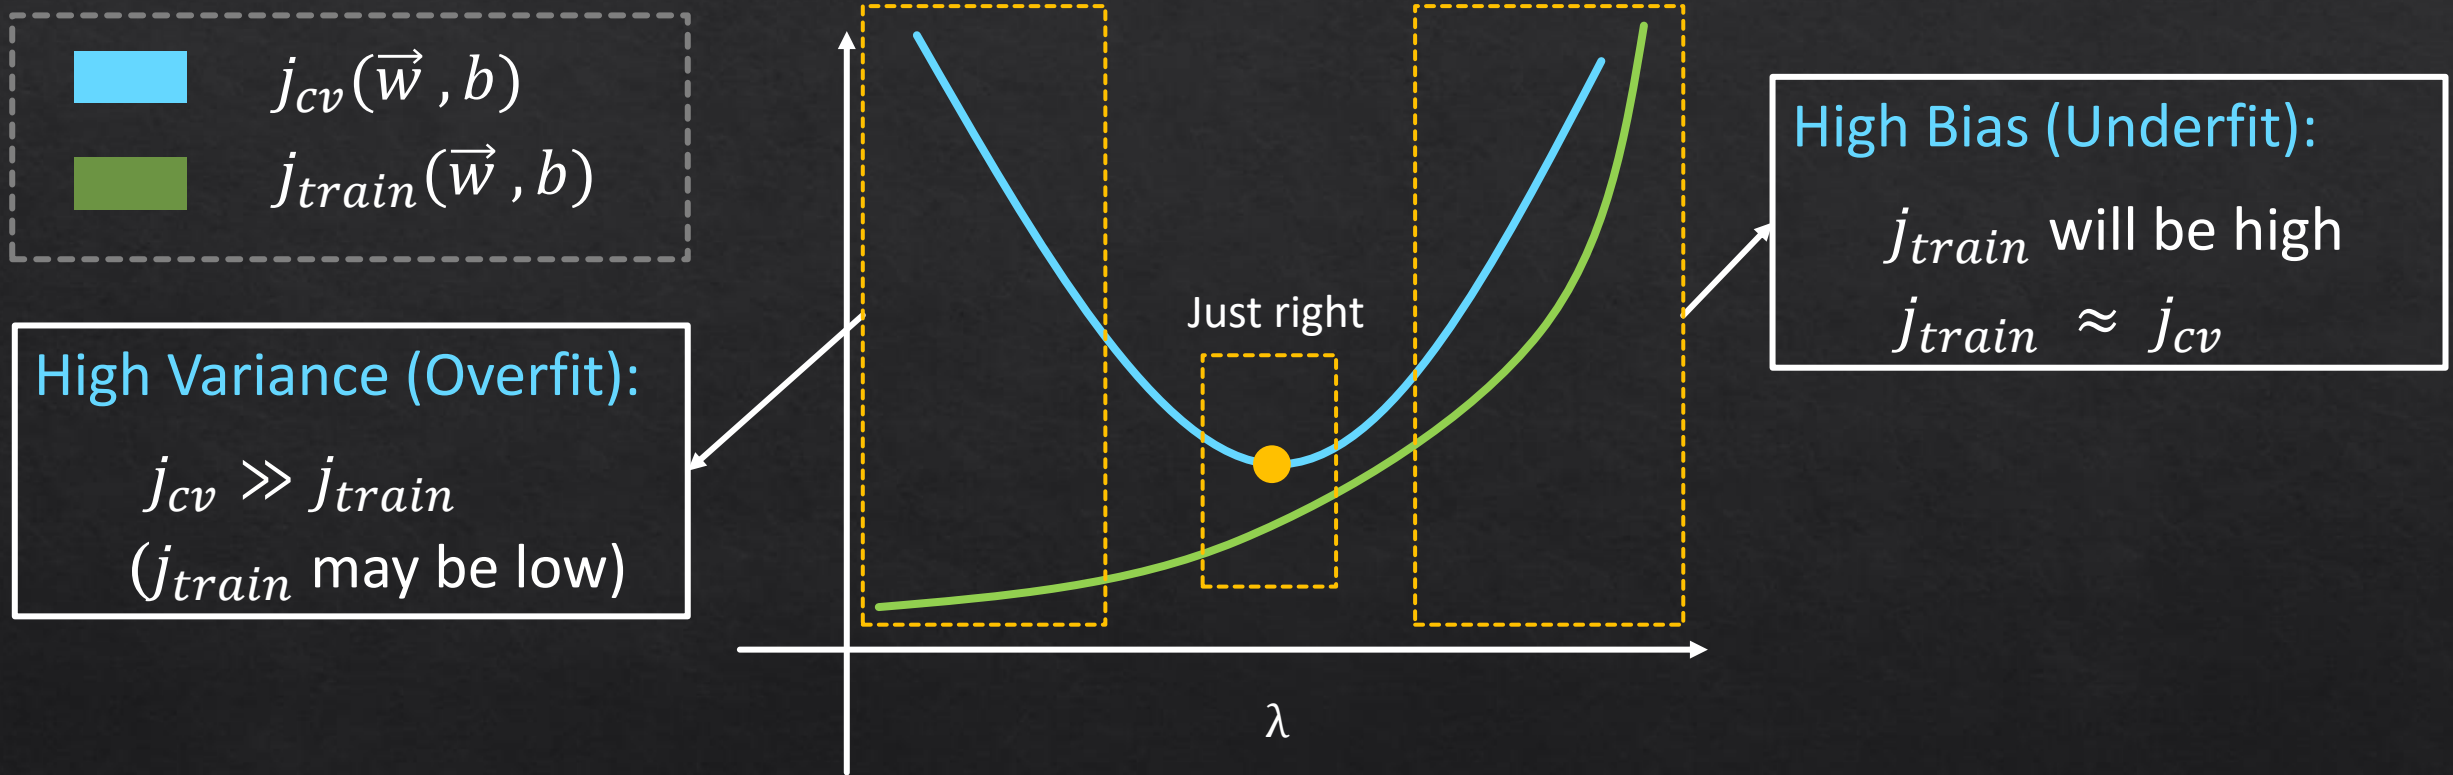 j_cv(w⃗ , b)
j_train(w⃗ , b)
High Variance (Overfit):
j_cv ≫ j_train
(j_train may be low)
Just right
λ
High Bias (Underfit):
j_train will be high
j_train ≈ j_cv